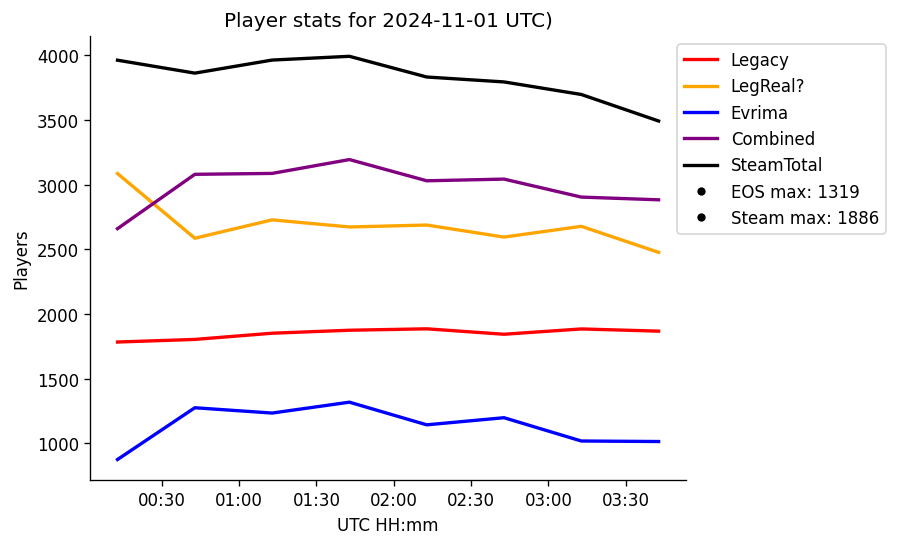 Player stats for 2024-11-01 UTC)
Players
4000
3500
3000
2500
2000
1500
1000
00:30 01:00 01:30 02:00 02:30 03:00 03:30
UTC HH:mm
Legacy
LegReal?
Evrima
Combined
SteamTotal
EOS max: 1319
Steam max: 1886